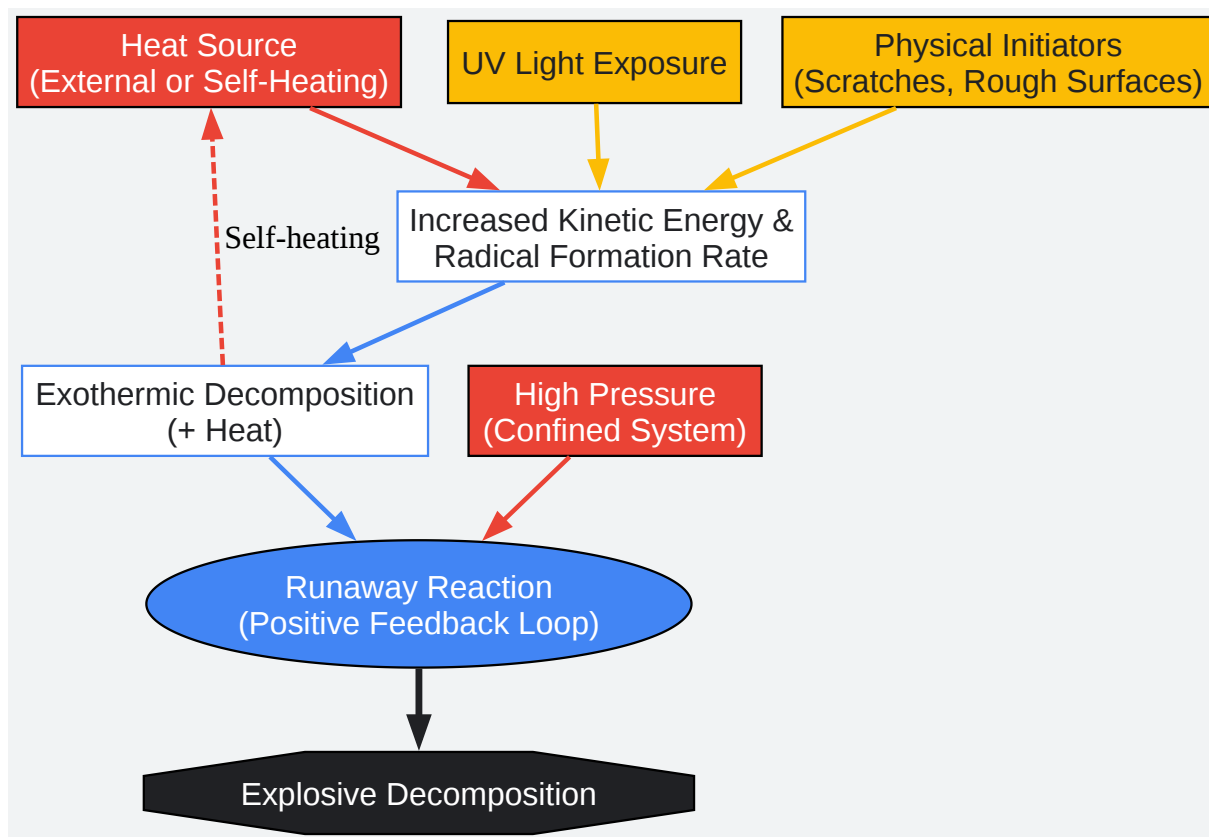 Heat Source
(External or Self-Heating)
UV Light Exposure
Physical Initiators
(Scratches, Rough Surfaces)
Increased Kinetic Energy &
Radical Formation Rate
Self-heating
Exothermic Decomposition
(+ Heat)
High Pressure
(Confined System)
Runaway Reaction
(Positive Feedback Loop)
Explosive Decomposition